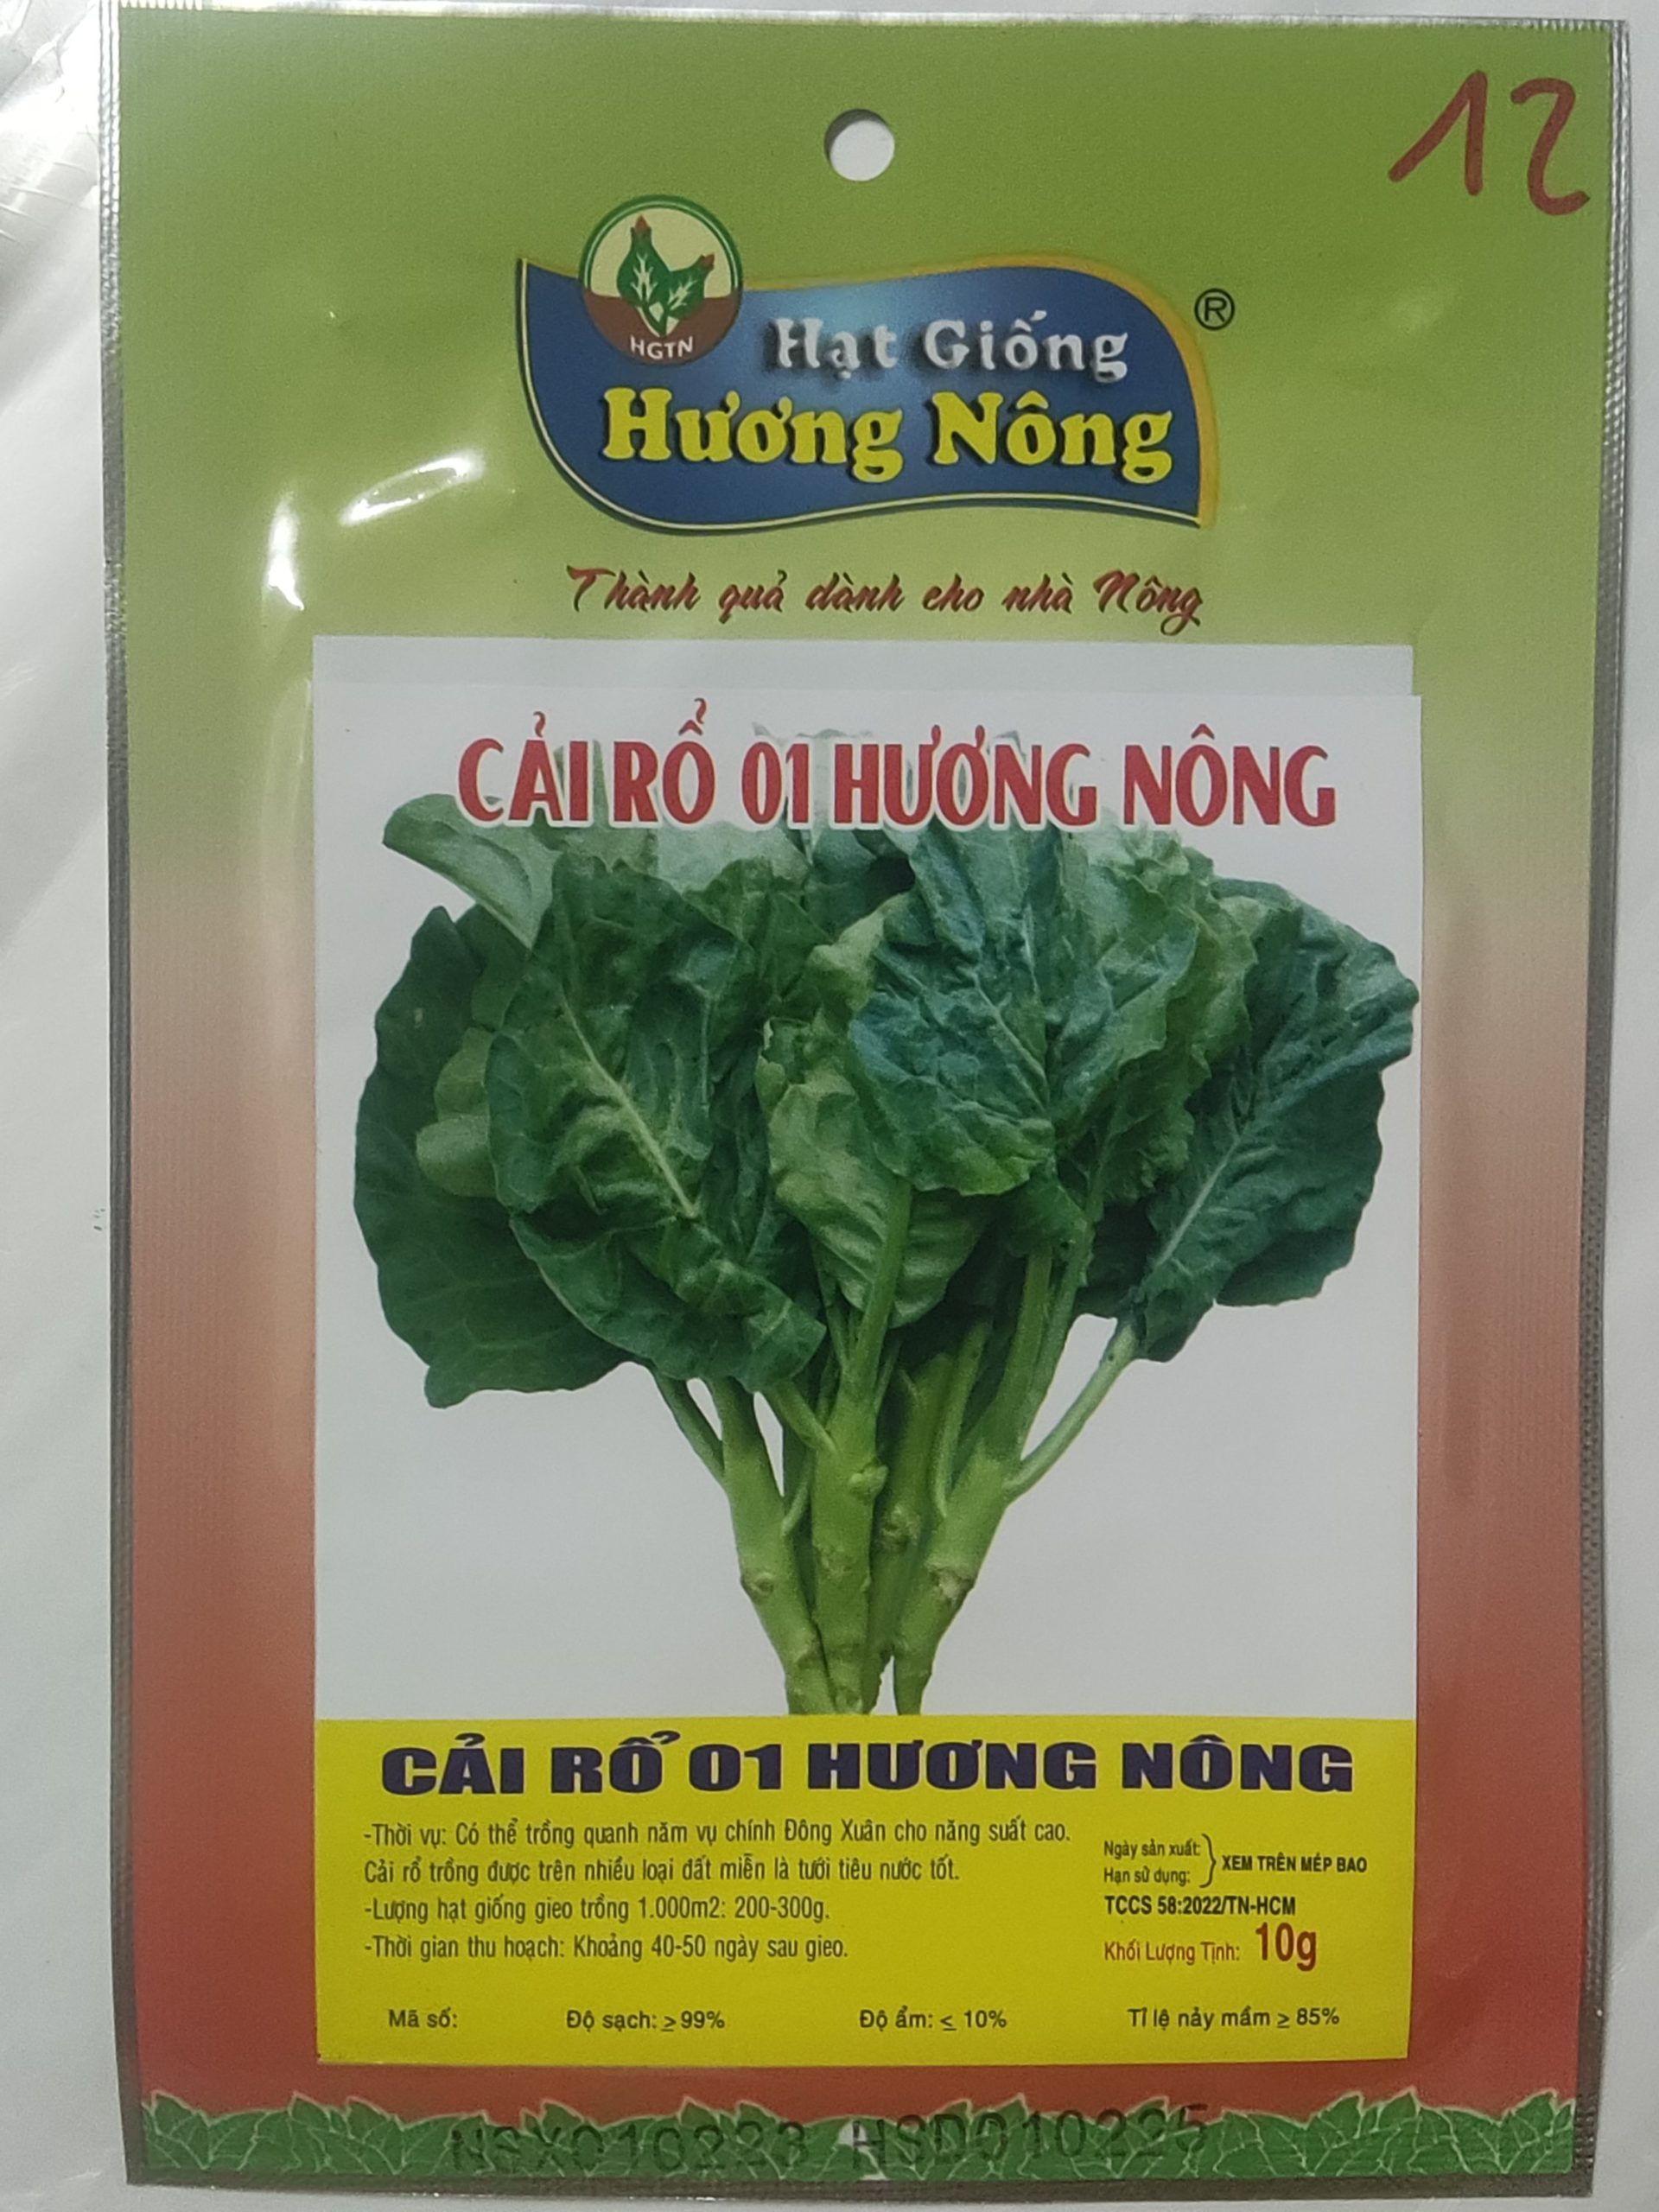 12
HGTN
Hạt Giống
®
Hương Nông
Thành quả dành cho nhà Nông
CẢI RỔ 01 HƯƠNG NÔNG
CẢI RỔ 01 HƯƠNG NÔNG
-Thời vụ: Có thể trồng quanh năm vụ chính Đông Xuân cho năng suất cao.
Cải rổ trồng được trên nhiều loại đất miễn là tưới tiêu nước tốt.
-Lượng hạt giống gieo trồng 1.000m2: 200-300g.
-Thời gian thu hoạch: Khoảng 40-50 ngày sau gieo.
Ngày sản xuất:
Hạn sử dụng:
XEM TRÊN MÉP BAO
TCCS 58:2022/TN-HCM
Khối Lượng Tịnh: 10g
Mã số: Độ sạch: ≥ 99% Độ ẩm: ≤ 10% Tỉ lệ nảy mầm ≥ 85%
NSX010223 HSD010225